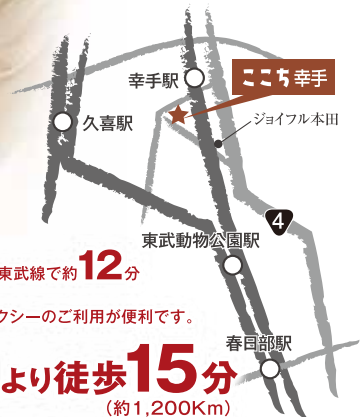 幸手駅
ここち幸手
久喜駅
ジョイフル本田
4
東武動物公園駅
東武線で約12分
クシーのご利用が便利です。
春日部駅
より徒歩15分
(約1,200Km)